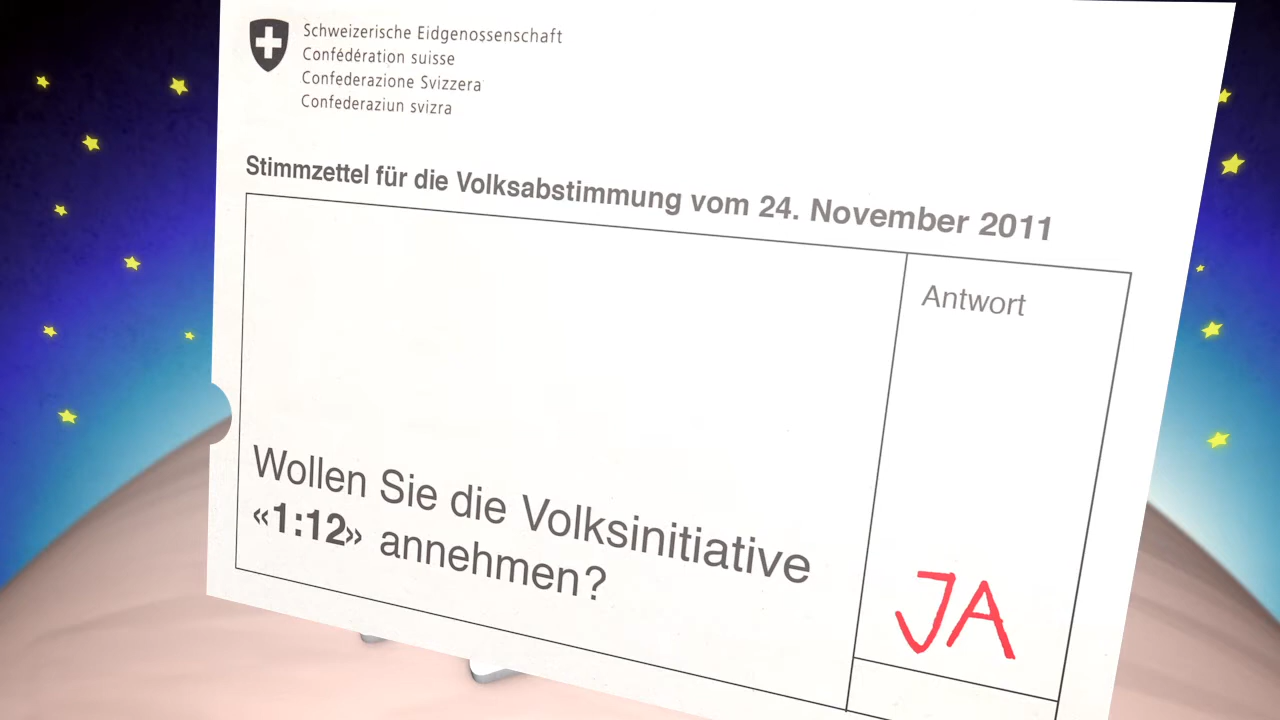 Schweizerische Eidgenossenschaft
Confédération suisse
Confederazione Svizzera
Confederaziun svizra
Stimmzettel für die Volksabstimmung vom 24. November 2011
Antwort
Wollen Sie die Volksinitiative
«1:12» annehmen?
JA